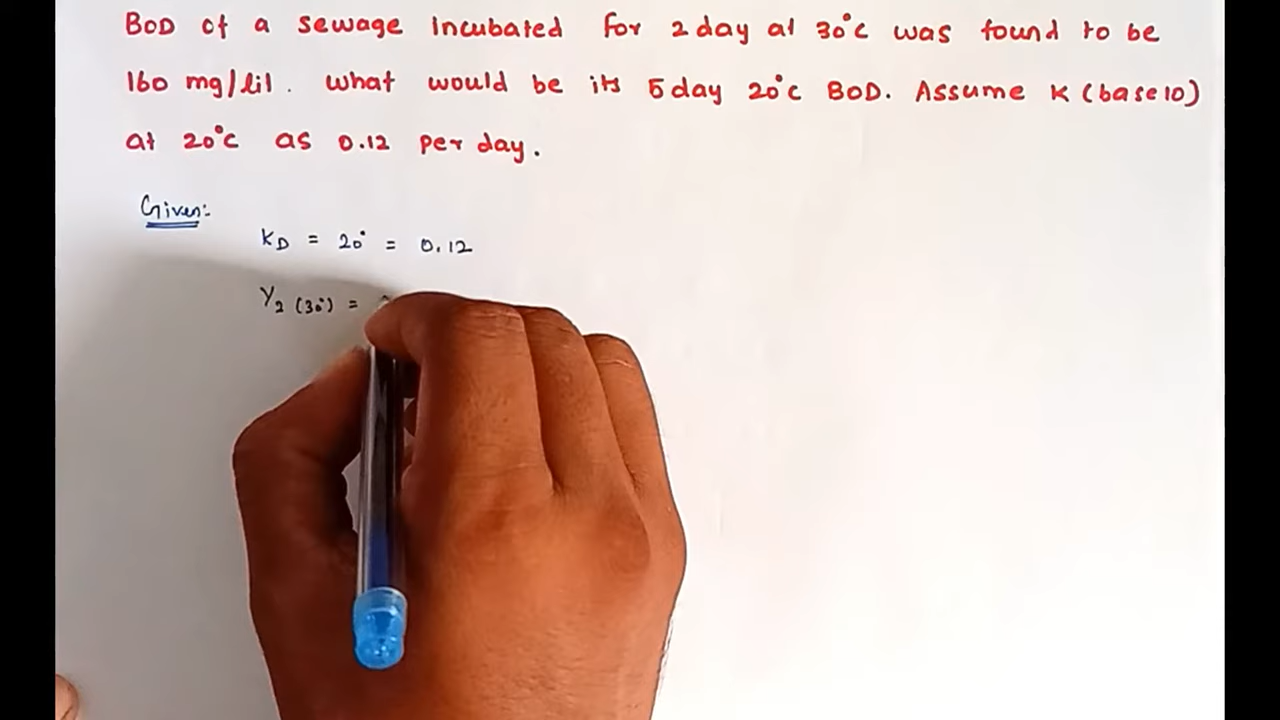 BOD of a sewage incubated for 2 day at 30°C was found to be
160 mg/lil. What would be its 5 day 20°C BOD. Assume K (base 10)
at 20°C as 0.12 per day.
Given:
KD = 20° = 0.12
Y2 (30°) =